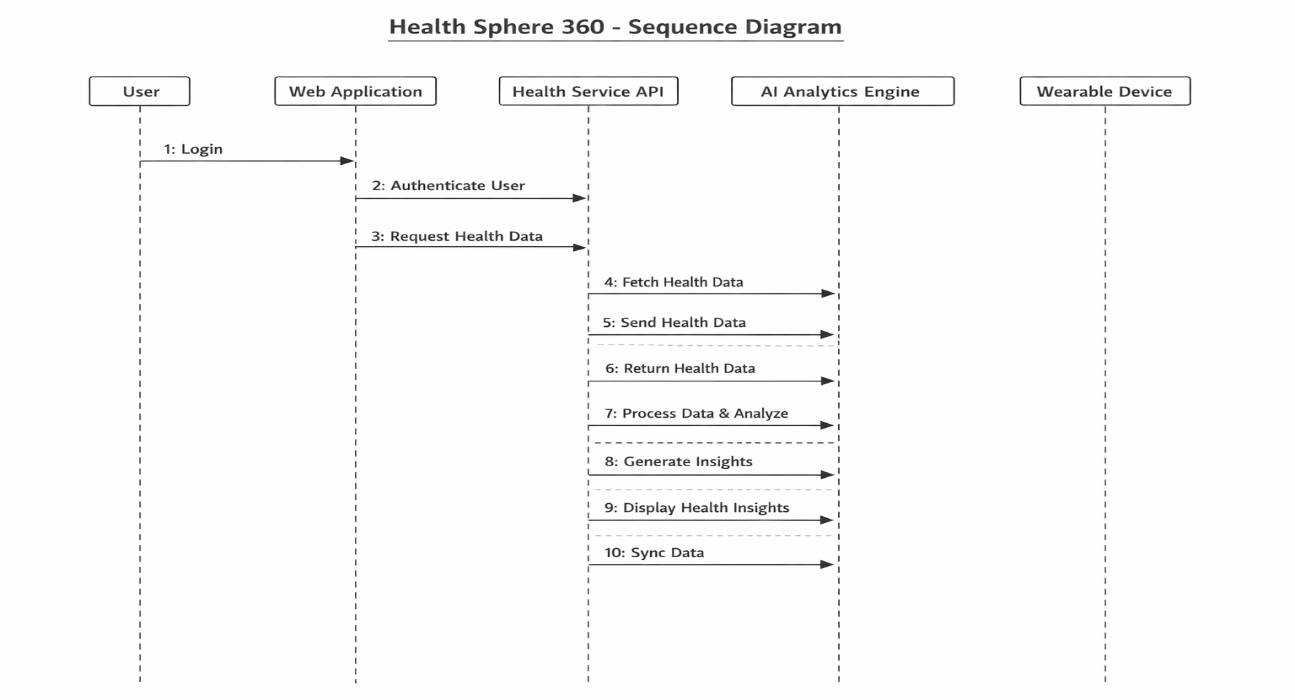 Health Sphere 360 - Sequence Diagram
User
Web Application
Health Service API
AI Analytics Engine
Wearable Device
1: Login
2: Authenticate User
3: Request Health Data
4: Fetch Health Data
5: Send Health Data
6: Return Health Data
7: Process Data & Analyze
8: Generate Insights
9: Display Health Insights
10: Sync Data